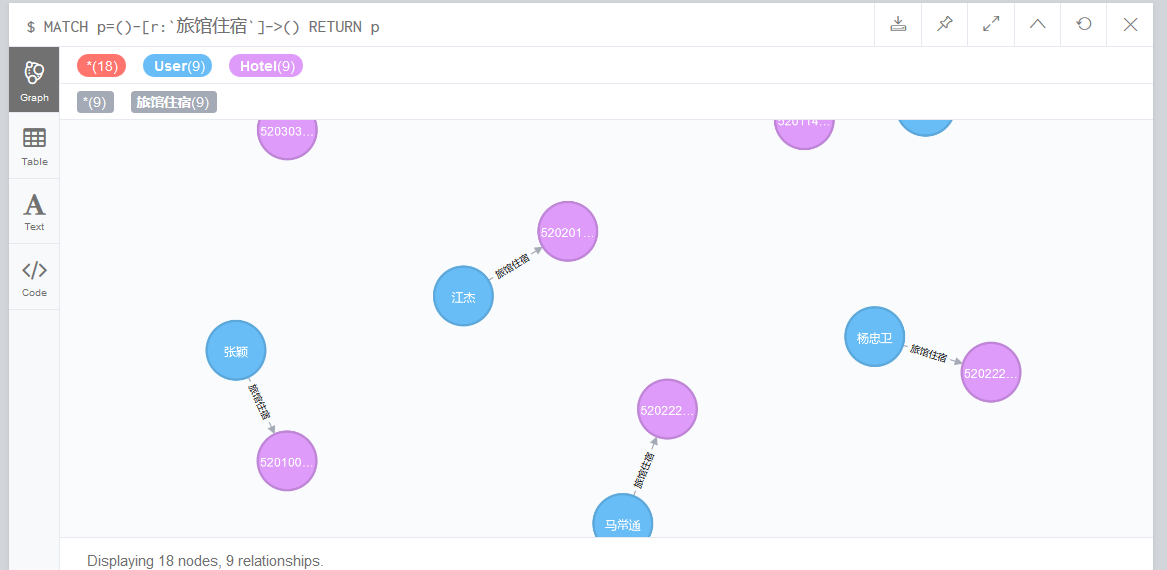 $ MATCH p=()-[r:`旅馆住宿`]->() RETURN p
Graph
*(18) User(9) Hotel(9)
*(9) 旅馆住宿(9)
Table
Text
Code
520303...
520114...
520201...
旅馆住宿
江杰
张颖
旅馆住宿
520100...
杨忠卫
旅馆住宿
520222...
520222...
旅馆住宿
马常通
Displaying 18 nodes, 9 relationships.